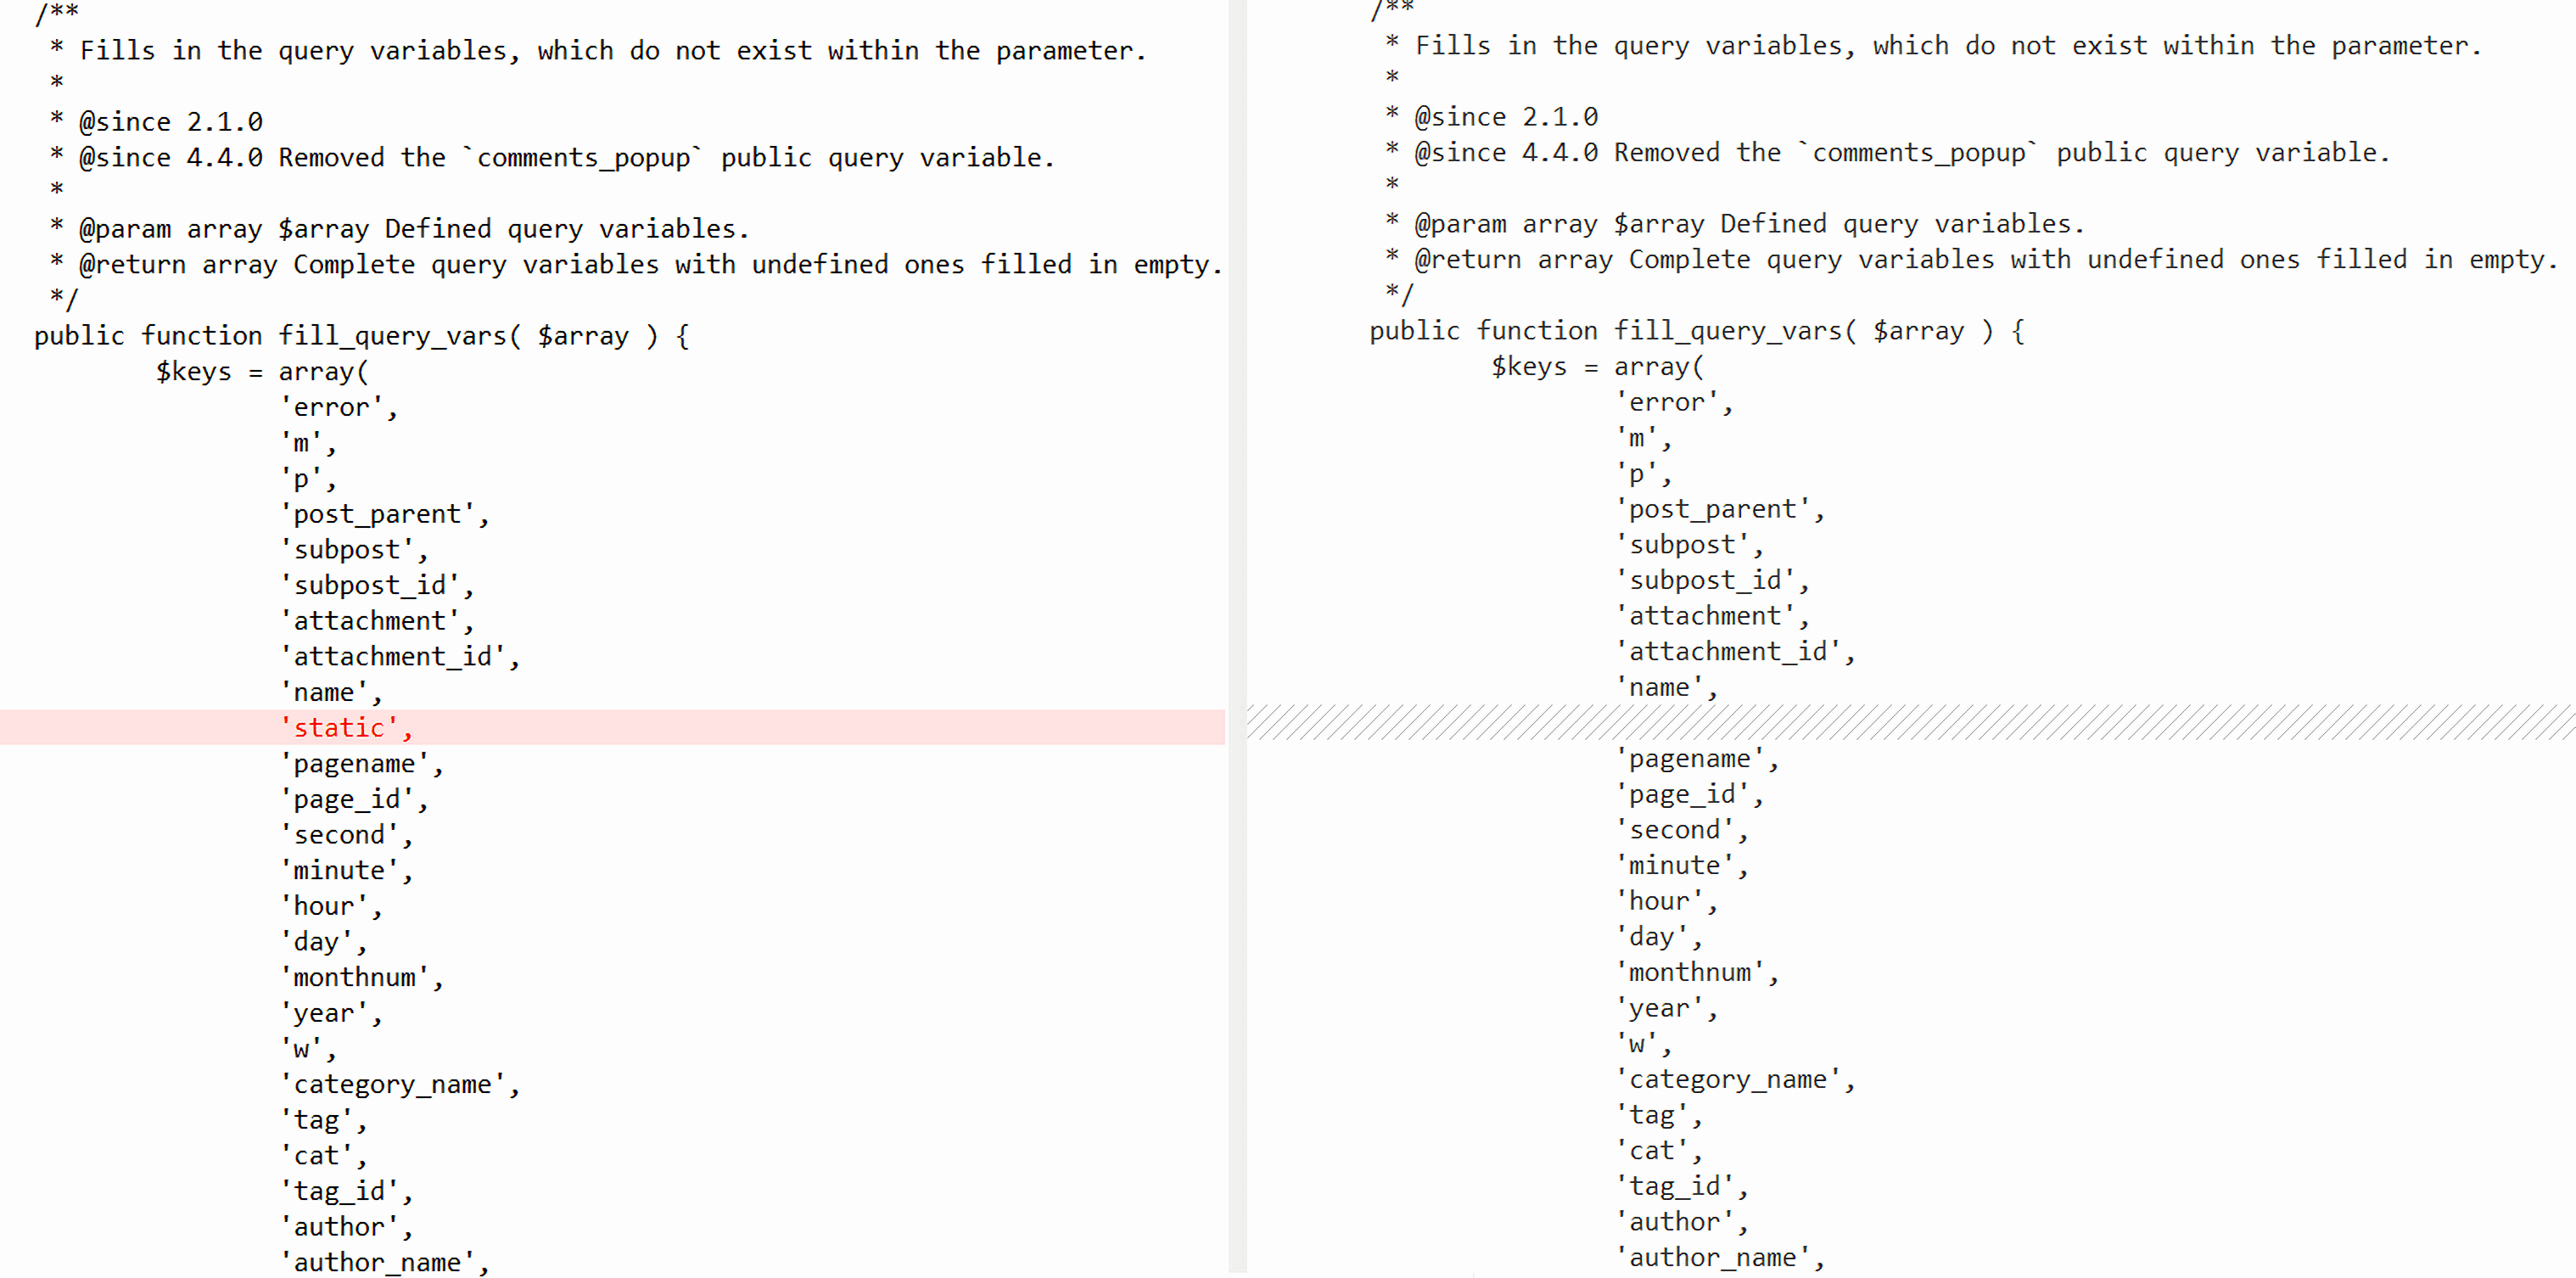 /**
 * Fills in the query variables, which do not exist within the parameter.
 *
 * @since 2.1.0
 * @since 4.4.0 Removed the `comments_popup` public query variable.
 *
 * @param array $array Defined query variables.
 * @return array Complete query variables with undefined ones filled in empty.
 */
public function fill_query_vars( $array ) {
        $keys = array(
                'error',
                'm',
                'p',
                'post_parent',
                'subpost',
                'subpost_id',
                'attachment',
                'attachment_id',
                'name',
                'static',
                'pagename',
                'page_id',
                'second',
                'minute',
                'hour',
                'day',
                'monthnum',
                'year',
                'w',
                'category_name',
                'tag',
                'cat',
                'tag_id',
                'author',
                'author_name',
/**
 * Fills in the query variables, which do not exist within the parameter.
 *
 * @since 2.1.0
 * @since 4.4.0 Removed the `comments_popup` public query variable.
 *
 * @param array $array Defined query variables.
 * @return array Complete query variables with undefined ones filled in empty.
 */
public function fill_query_vars( $array ) {
        $keys = array(
                'error',
                'm',
                'p',
                'post_parent',
                'subpost',
                'subpost_id',
                'attachment',
                'attachment_id',
                'name',
                'pagename',
                'page_id',
                'second',
                'minute',
                'hour',
                'day',
                'monthnum',
                'year',
                'w',
                'category_name',
                'tag',
                'cat',
                'tag_id',
                'author',
                'author_name',